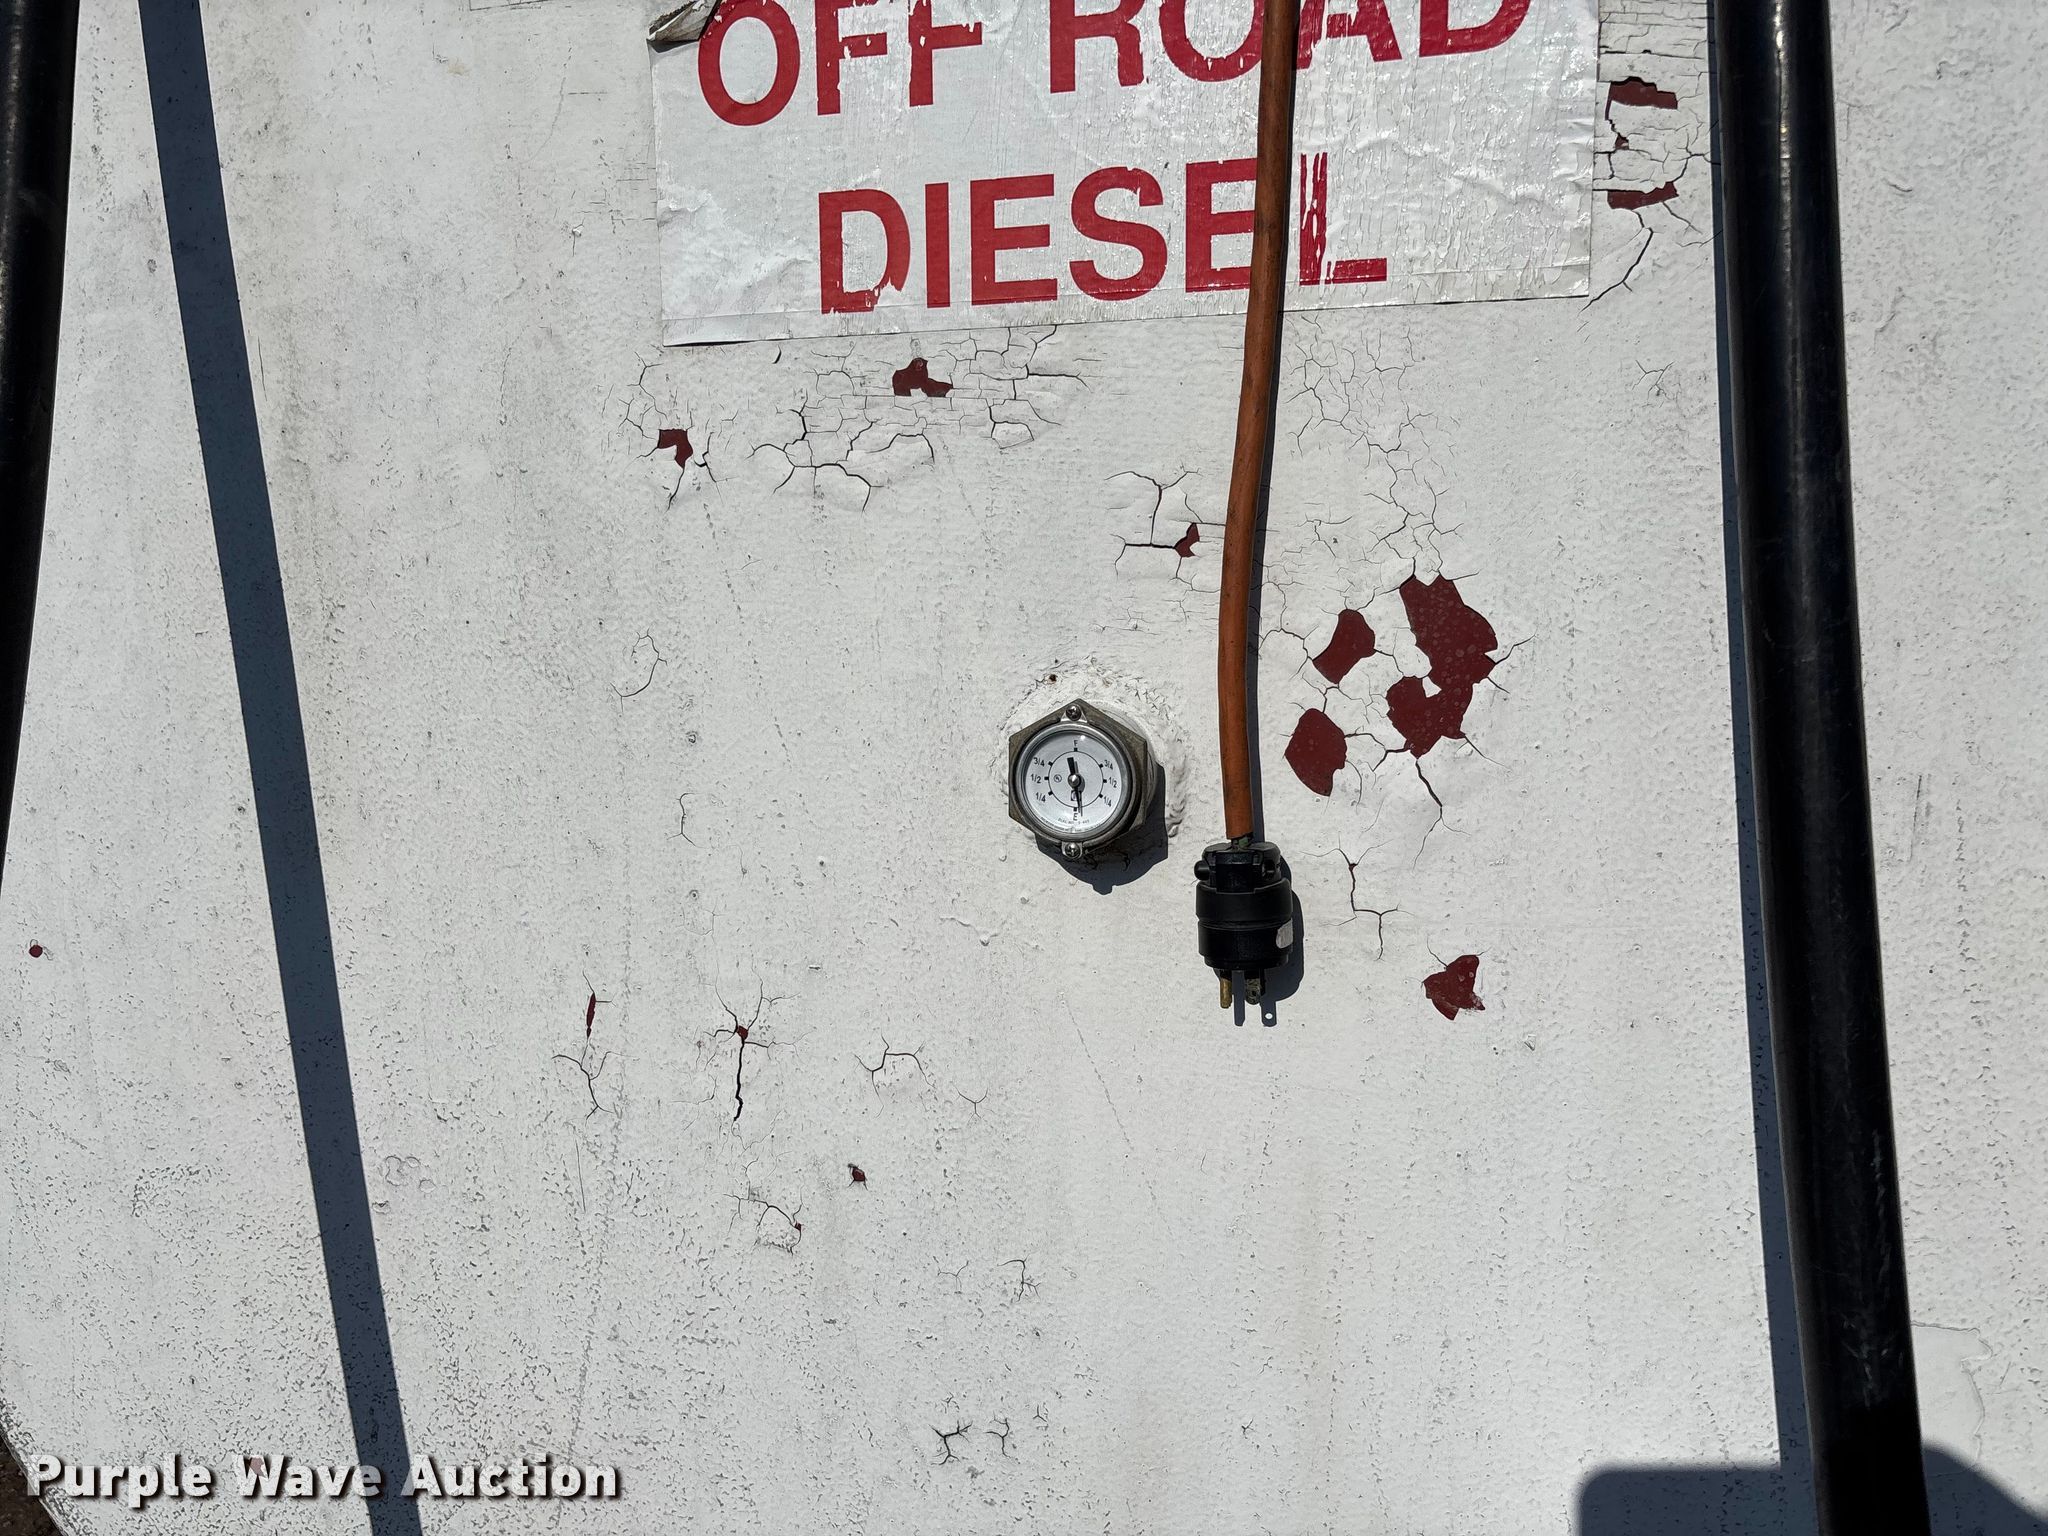 OFF ROAD
DIESEL
F
3/4 3/4
1/2 1/2
1/4 1/4
E
Purple Wave Auction